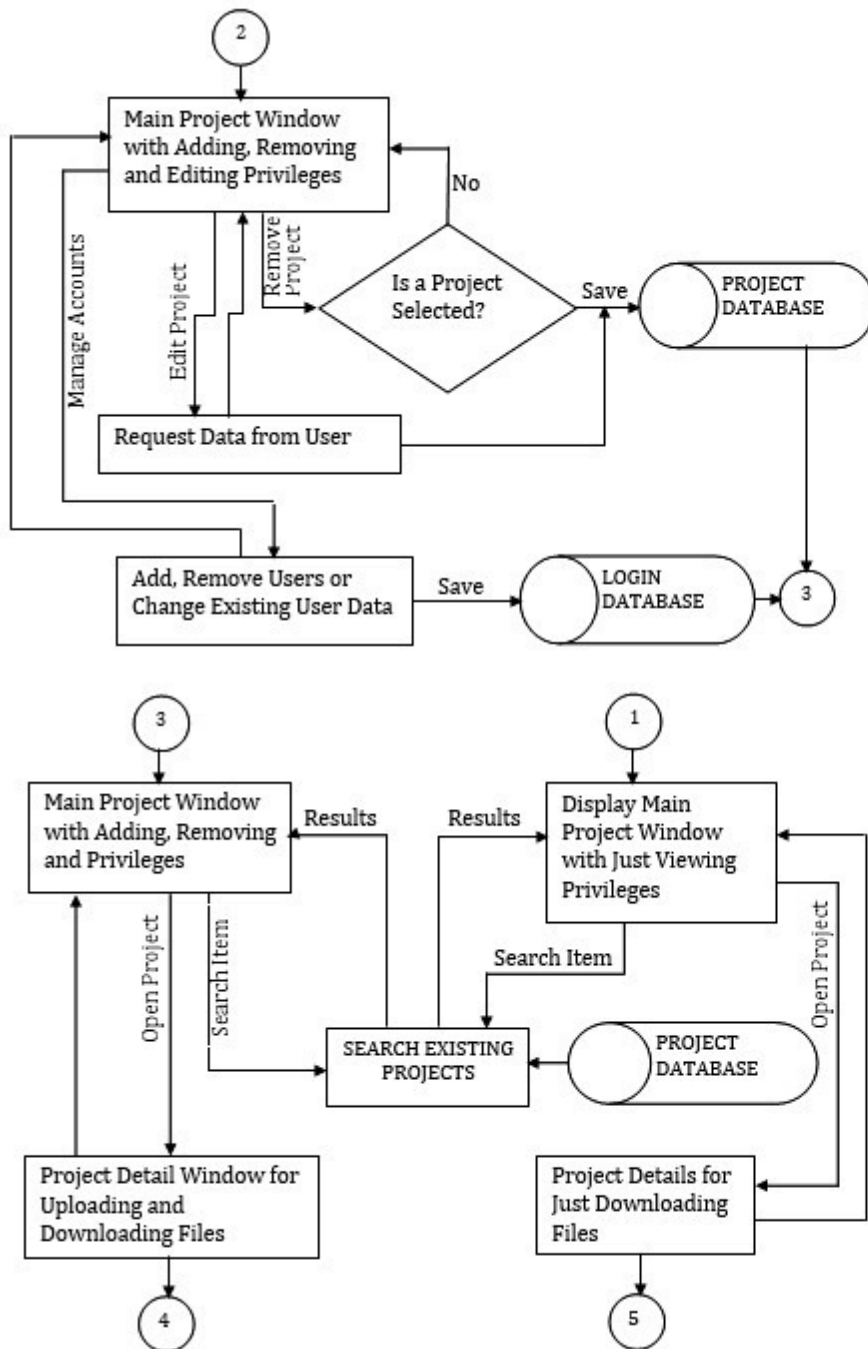 2
Main Project Window
with Adding, Removing
and Editing Privileges
No
Remove
Project
Is a Project
Selected?
Save
PROJECT
DATABASE
Edit Project
Manage Accounts
Request Data from User
Add, Remove Users or
Change Existing User Data
Save
LOGIN
DATABASE
3
3
1
Main Project Window
with Adding, Removing
and Privileges
Results
Results
Display Main
Project Window
with Just Viewing
Privileges
Open Project
Search Item
Search Item
Open Project
SEARCH EXISTING
PROJECTS
PROJECT
DATABASE
Project Detail Window for
Uploading and
Downloading Files
Project Details for
Just Downloading
Files
4
5